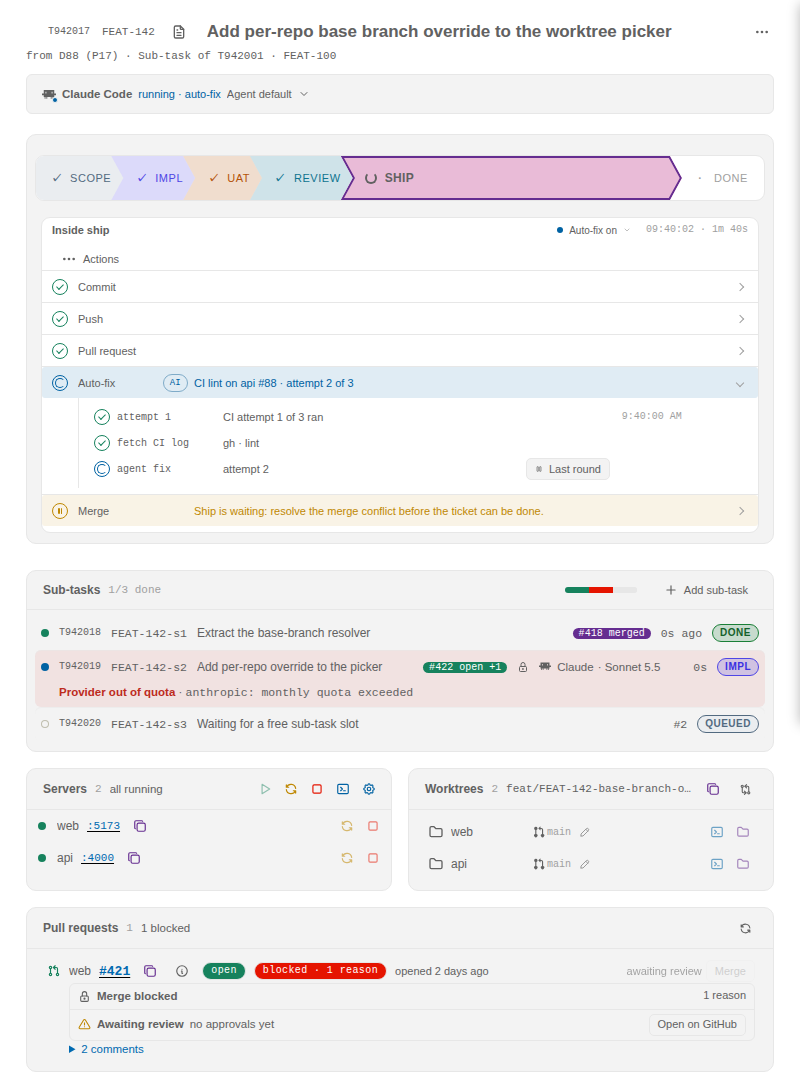 T942017 FEAT-142 Add per-repo base branch override to the worktree picker
from D88 (P17) · Sub-task of T942001 · FEAT-100
Claude Code running · auto-fix Agent default
SCOPE IMPL UAT REVIEW SHIP DONE
Inside ship Auto-fix on 09:40:02 · 1m 40s
Actions
Commit
Push
Pull request
Auto-fix AI CI lint on api #88 · attempt 2 of 3
attempt 1 CI attempt 1 of 3 ran 9:40:00 AM
fetch CI log gh · lint
agent fix attempt 2 Last round
Merge Ship is waiting: resolve the merge conflict before the ticket can be done.
Sub-tasks 1/3 done Add sub-task
T942018 FEAT-142-s1 Extract the base-branch resolver #418 merged 0s ago DONE
T942019 FEAT-142-s2 Add per-repo override to the picker #422 open +1 Claude · Sonnet 5.5 0s IMPL
Provider out of quota · anthropic: monthly quota exceeded
T942020 FEAT-142-s3 Waiting for a free sub-task slot #2 QUEUED
Servers 2 all running
web :5173
api :4000
Worktrees 2 feat/FEAT-142-base-branch-o…
web main
api main
Pull requests 1 1 blocked
web #421 open blocked · 1 reason opened 2 days ago awaiting review Merge
Merge blocked 1 reason
Awaiting review no approvals yet Open on GitHub
2 comments